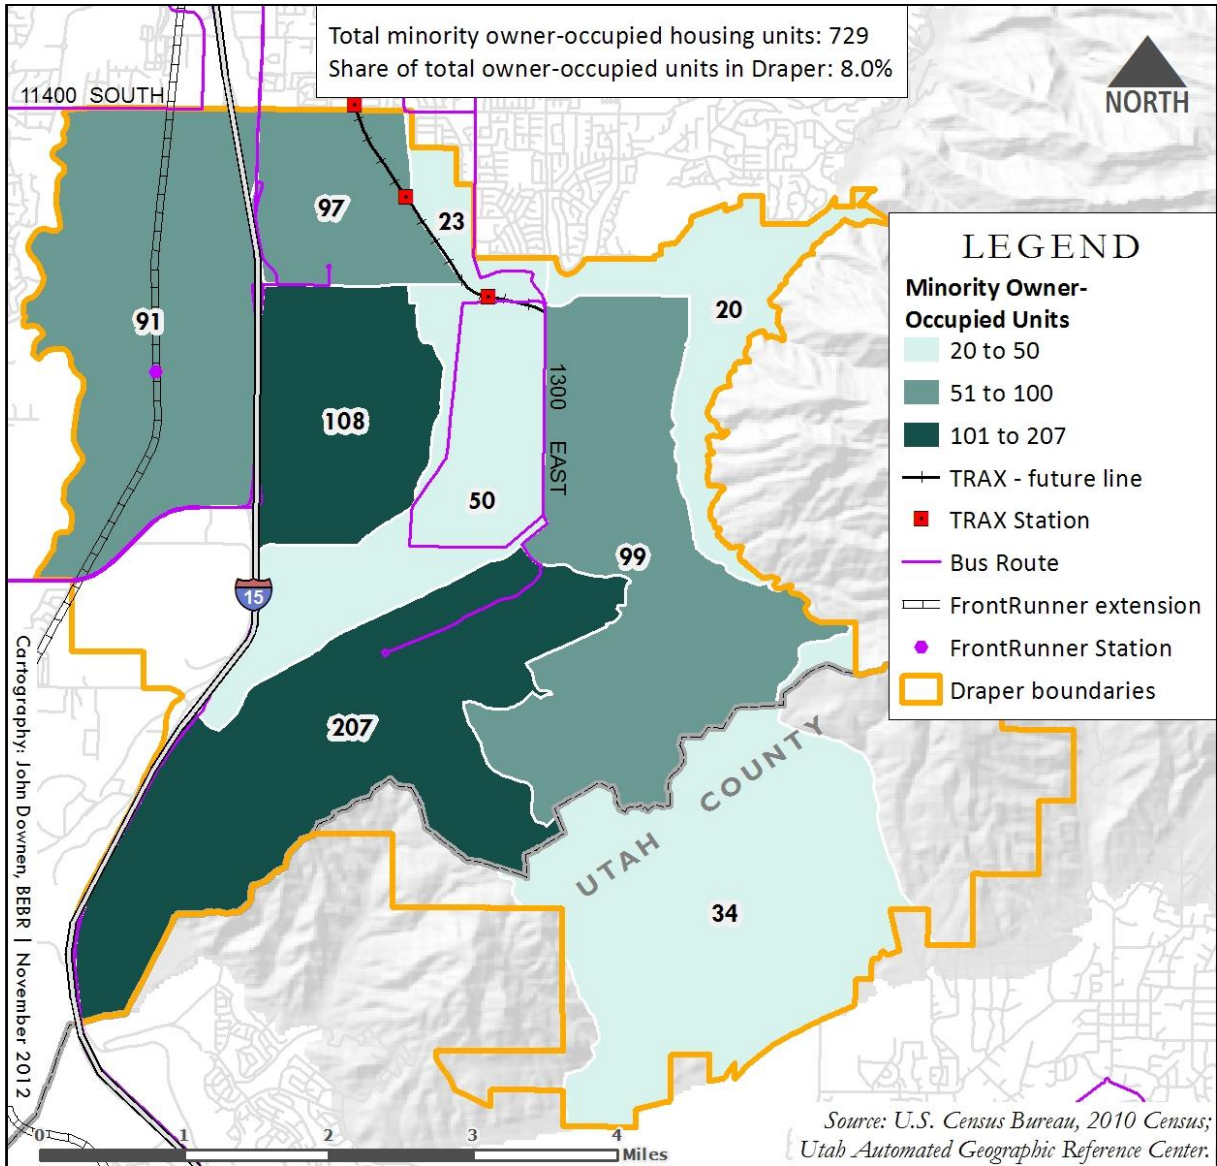 Total minority owner-occupied housing units: 729
Share of total owner-occupied units in Draper: 8.0%
11400 SOUTH
NORTH
97
23
91
20
108
50
1300 EAST
99
15
207
UTAH COUNTY
34
LEGEND
Minority Owner-
Occupied Units
20 to 50
51 to 100
101 to 207
TRAX - future line
TRAX Station
Bus Route
FrontRunner extension
FrontRunner Station
Draper boundaries
Cartography: John Downen, BEBR | November 2012
0 1 2 3 4
Miles
Source: U.S. Census Bureau, 2010 Census;
Utah Automated Geographic Reference Center.